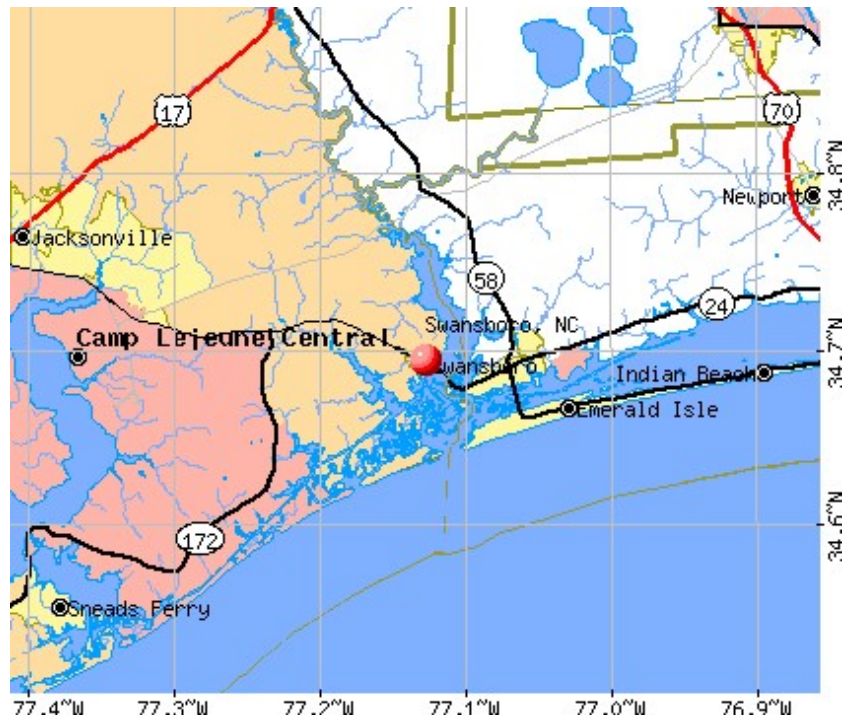 17
70
34.8°N
Newport
Jacksonville
58
24
Swansboro, NC
Camp Lejeune Central
34.7°N
Swansboro
Indian Beach
Emerald Isle
34.6°N
172
Sneads Ferry
77.4°W 77.3°W 77.2°W 77.1°W 77.0°W 76.9°W